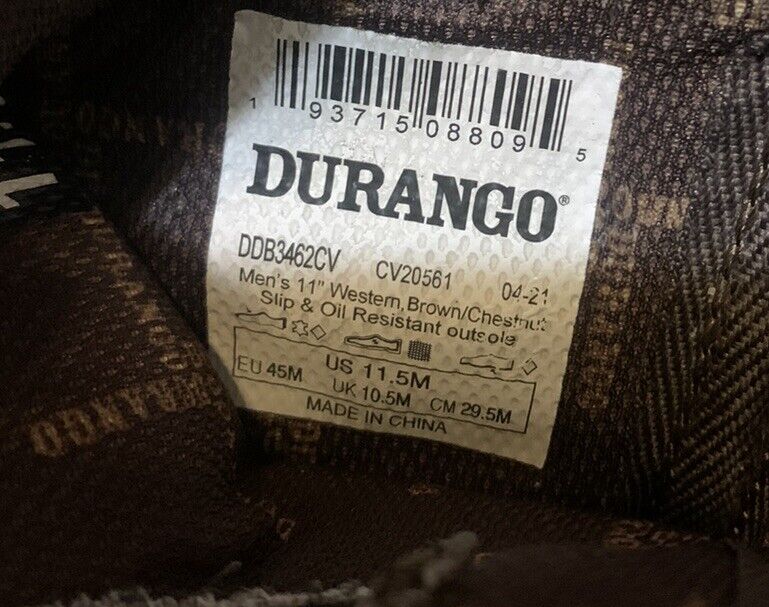 1 93715 08809 5
DURANGO®
DDB3462CV CV20561 04-21
Men's 11" Western, Brown/Chestnut
Slip & Oil Resistant outsole
US 11.5M
EU 45M UK 10.5M CM 29.5M
MADE IN CHINA